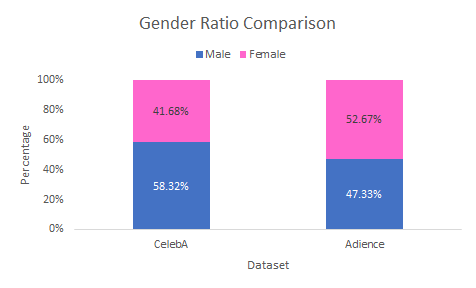 Gender Ratio Comparison
Male Female
100%
80%
60%
40%
20%
0%
Percentage
41.68%
58.32%
52.67%
47.33%
CelebA Adience
Dataset